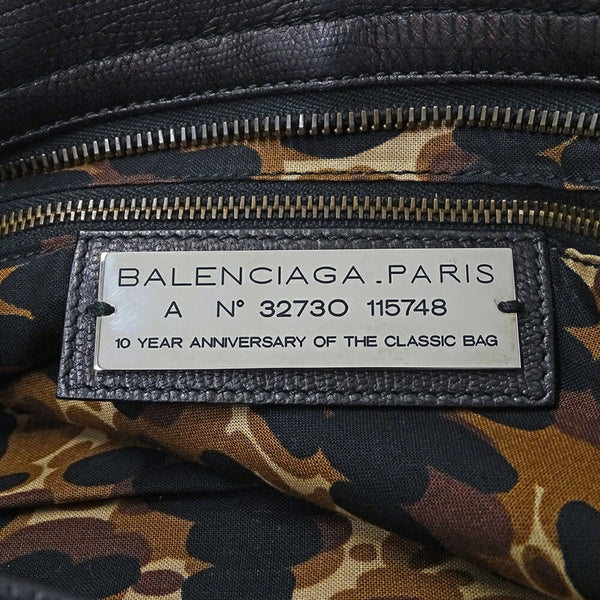 BALENCIAGA.PARIS
A N° 32730 115748
10 YEAR ANNIVERSARY OF THE CLASSIC BAG